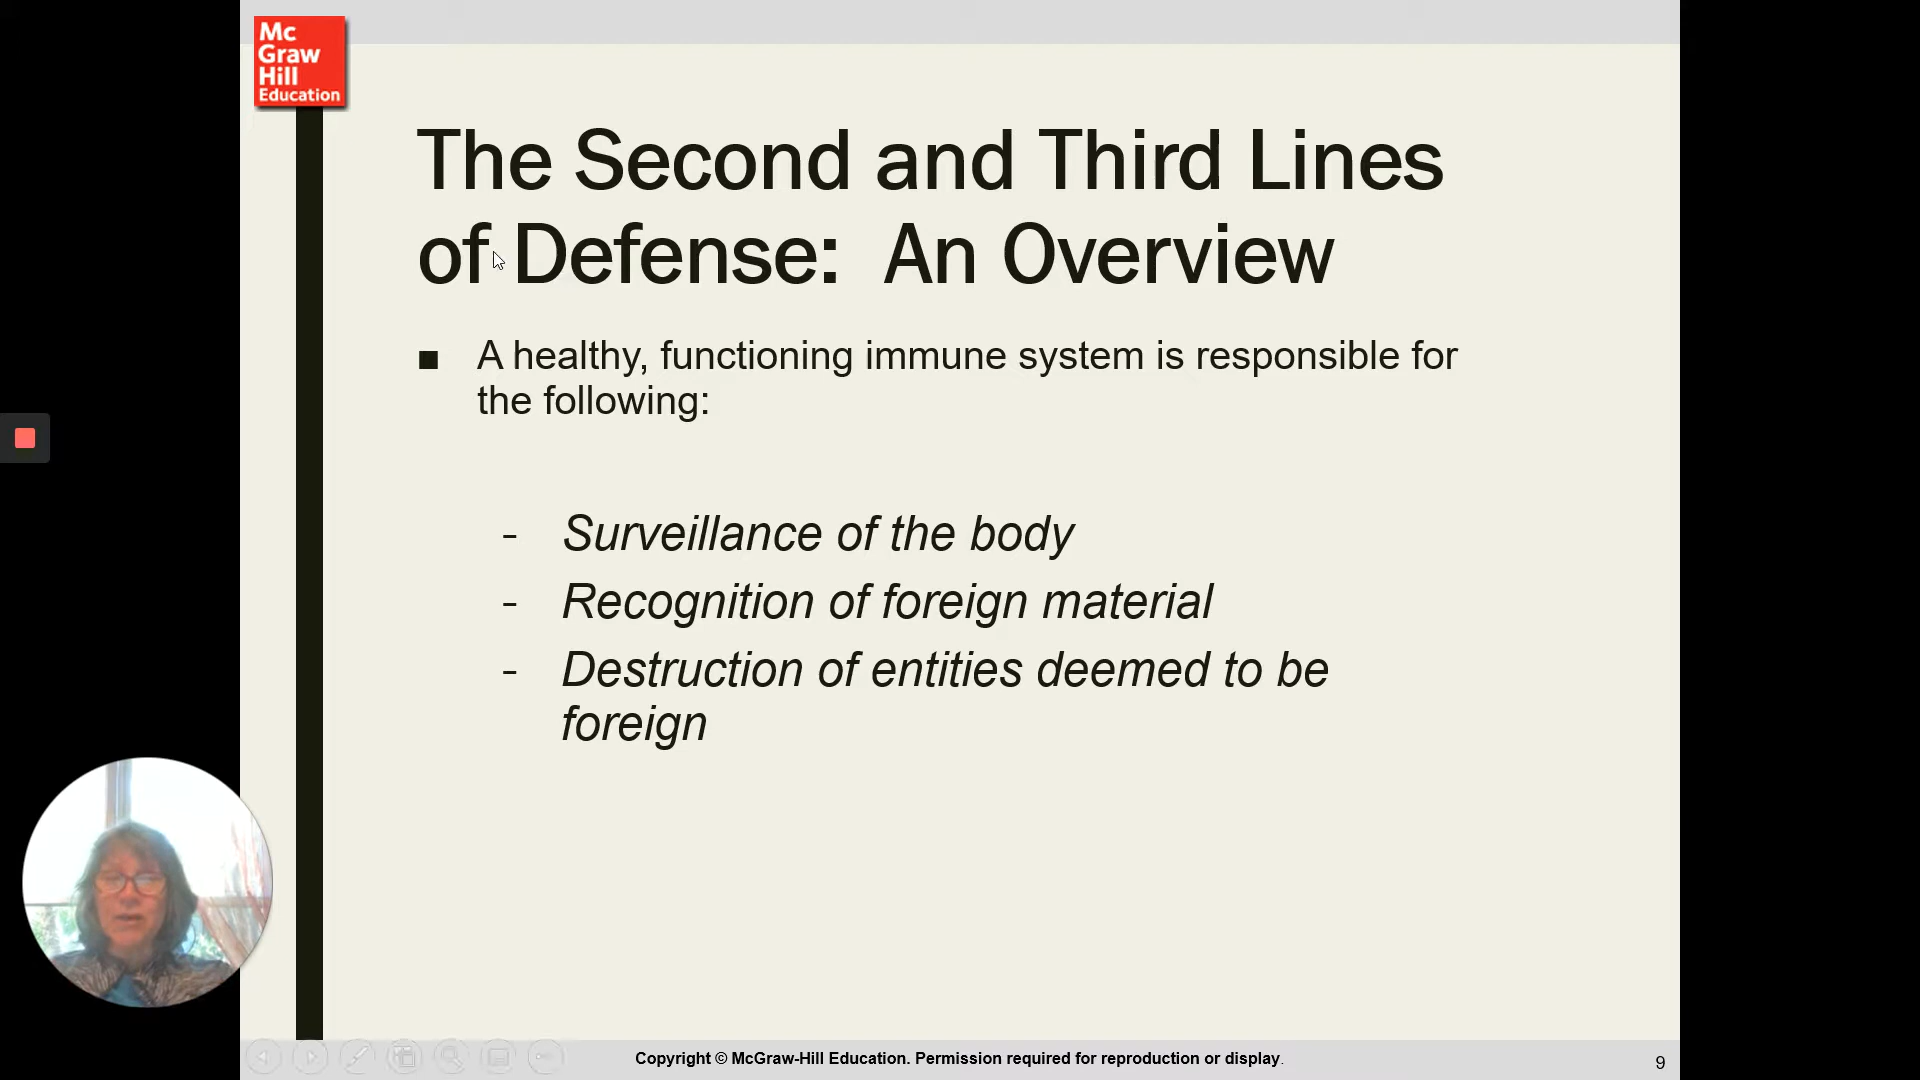 Mc
Graw
Hill
Education
The Second and Third Lines
of Defense:  An Overview
■ A healthy, functioning immune system is responsible for
the following:
- Surveillance of the body
- Recognition of foreign material
- Destruction of entities deemed to be
foreign
Copyright © McGraw-Hill Education. Permission required for reproduction or display.
9